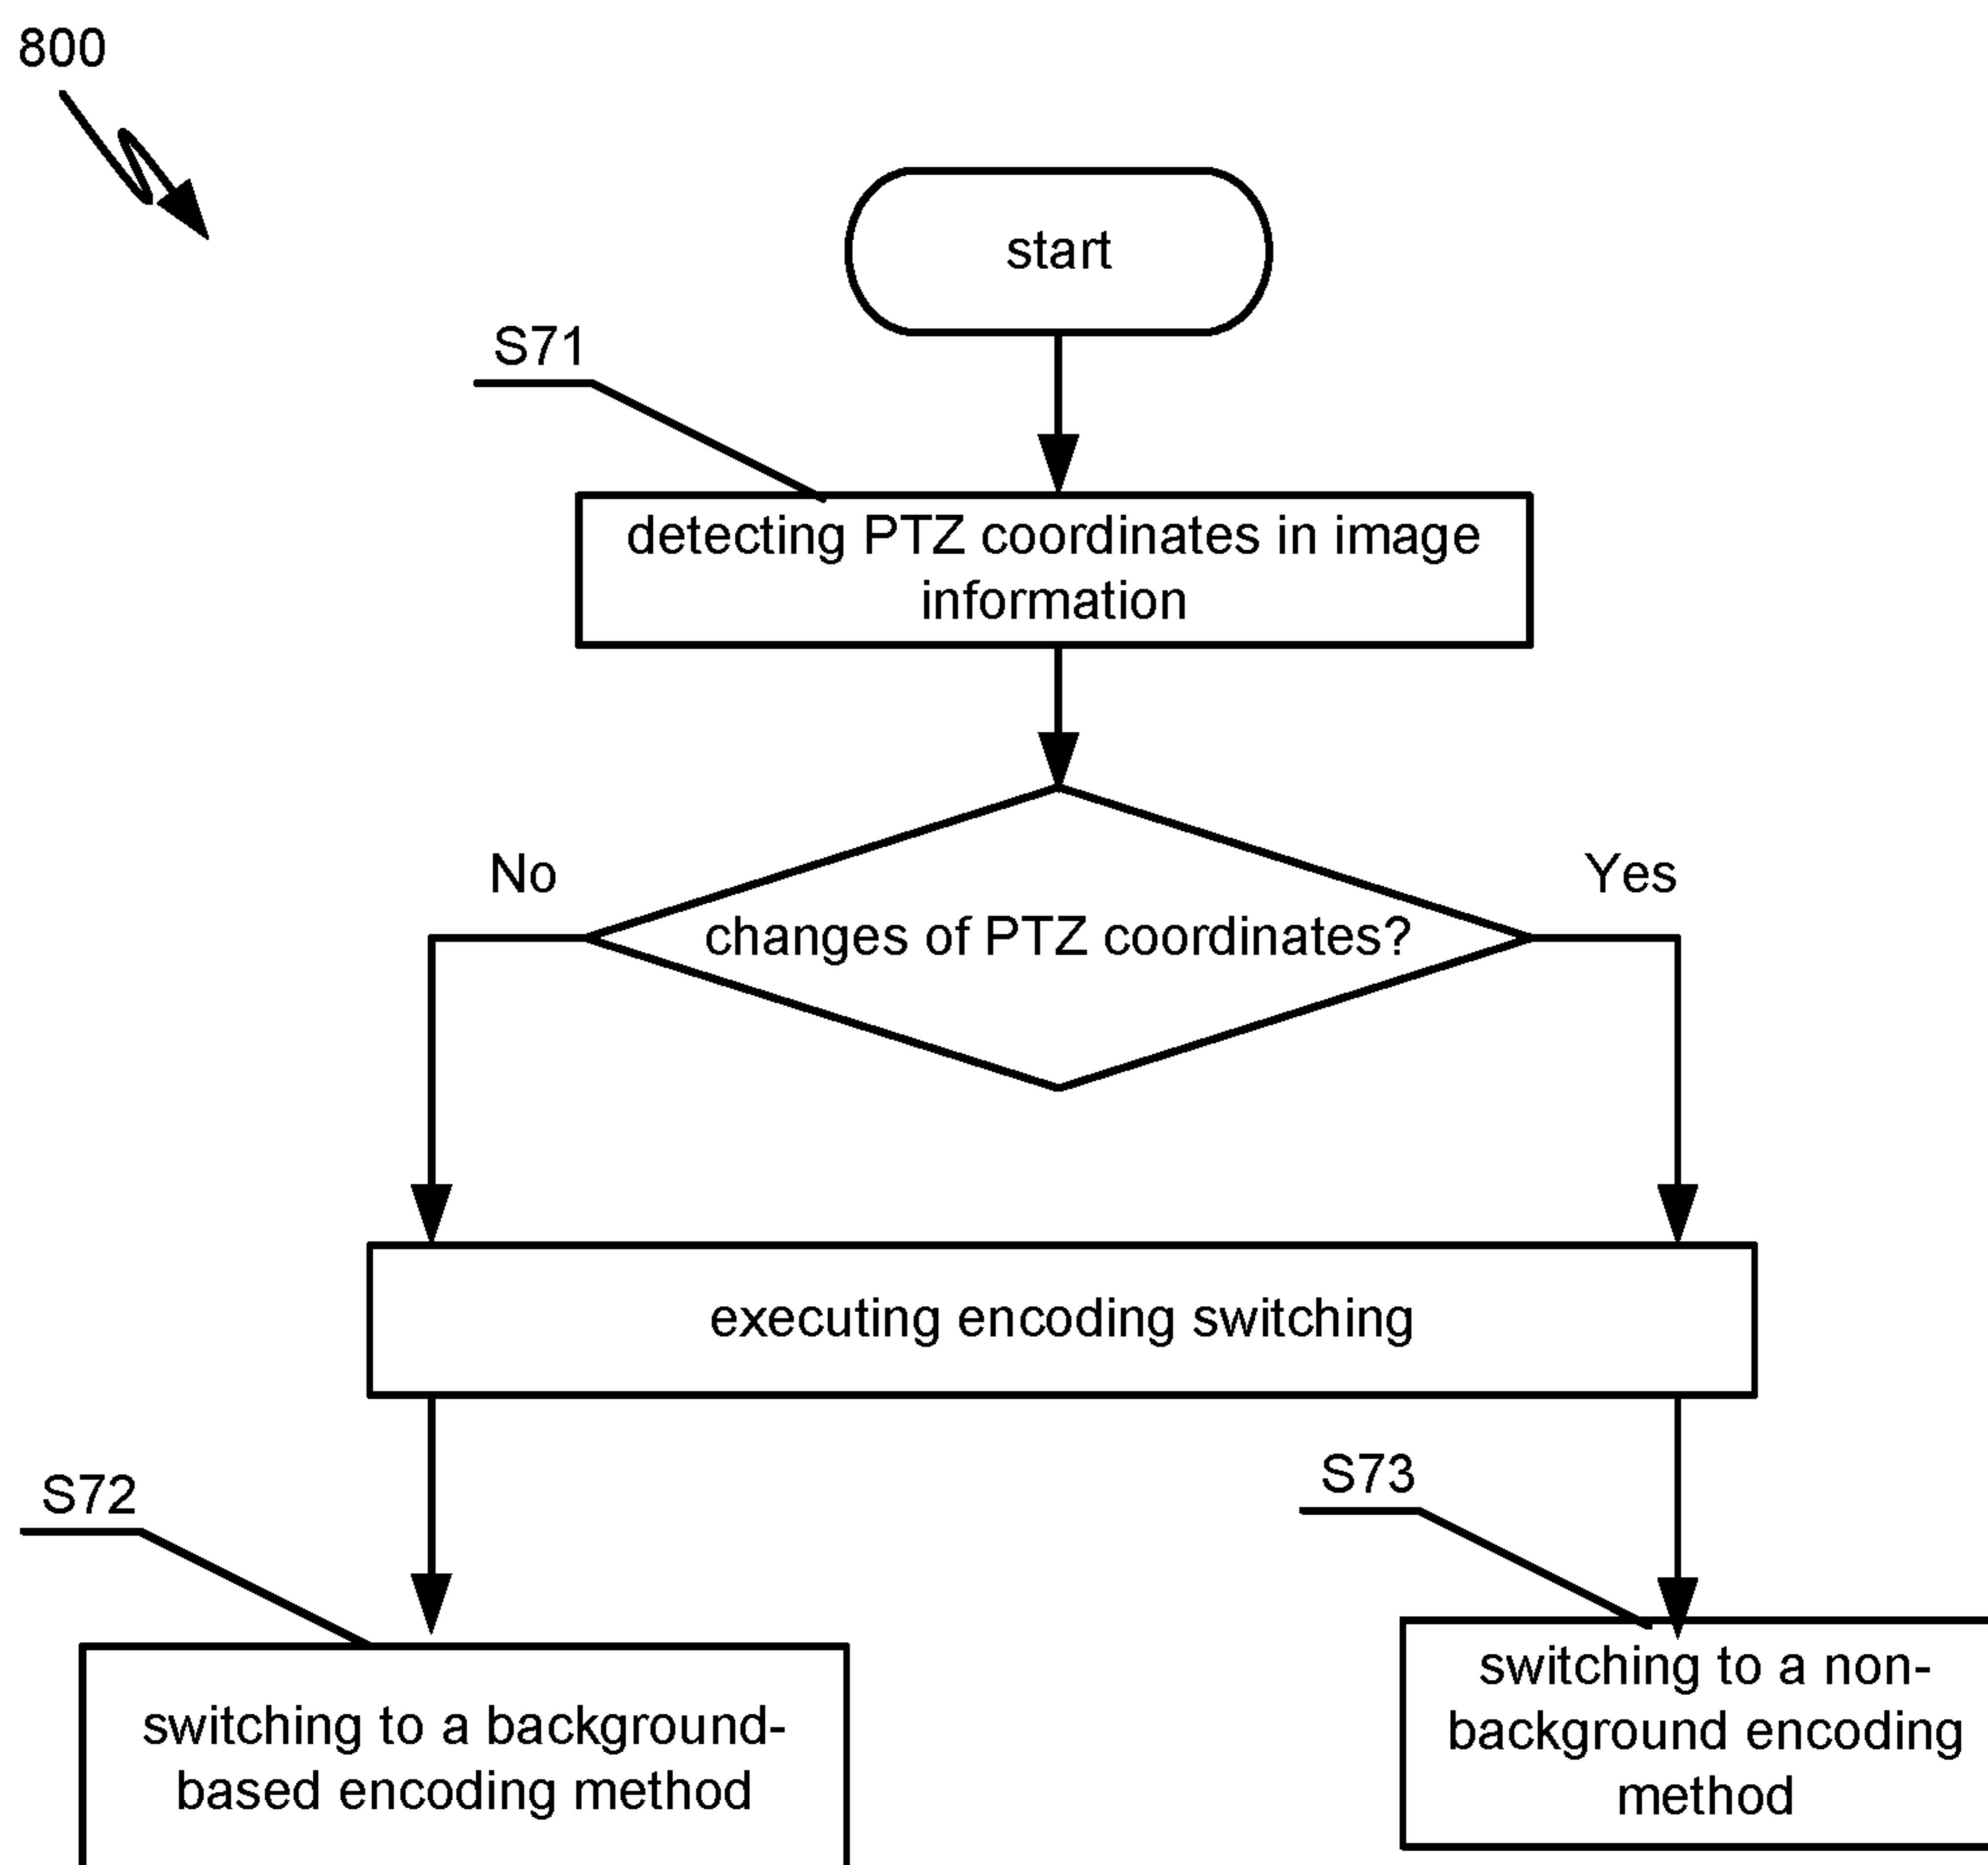 800
start
S71
detecting PTZ coordinates in image
information
No
Yes
changes of PTZ coordinates?
executing encoding switching
S72
S73
switching to a background-
based encoding method
switching to a non-
background encoding
method